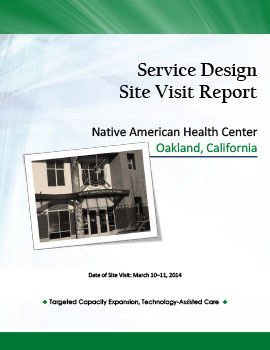 Service Design
Site Visit Report
Native American Health Center
Oakland, California
Date of Site Visit: March 10–11, 2014
◆ Targeted Capacity Expansion, Technology-Assisted Care ◆